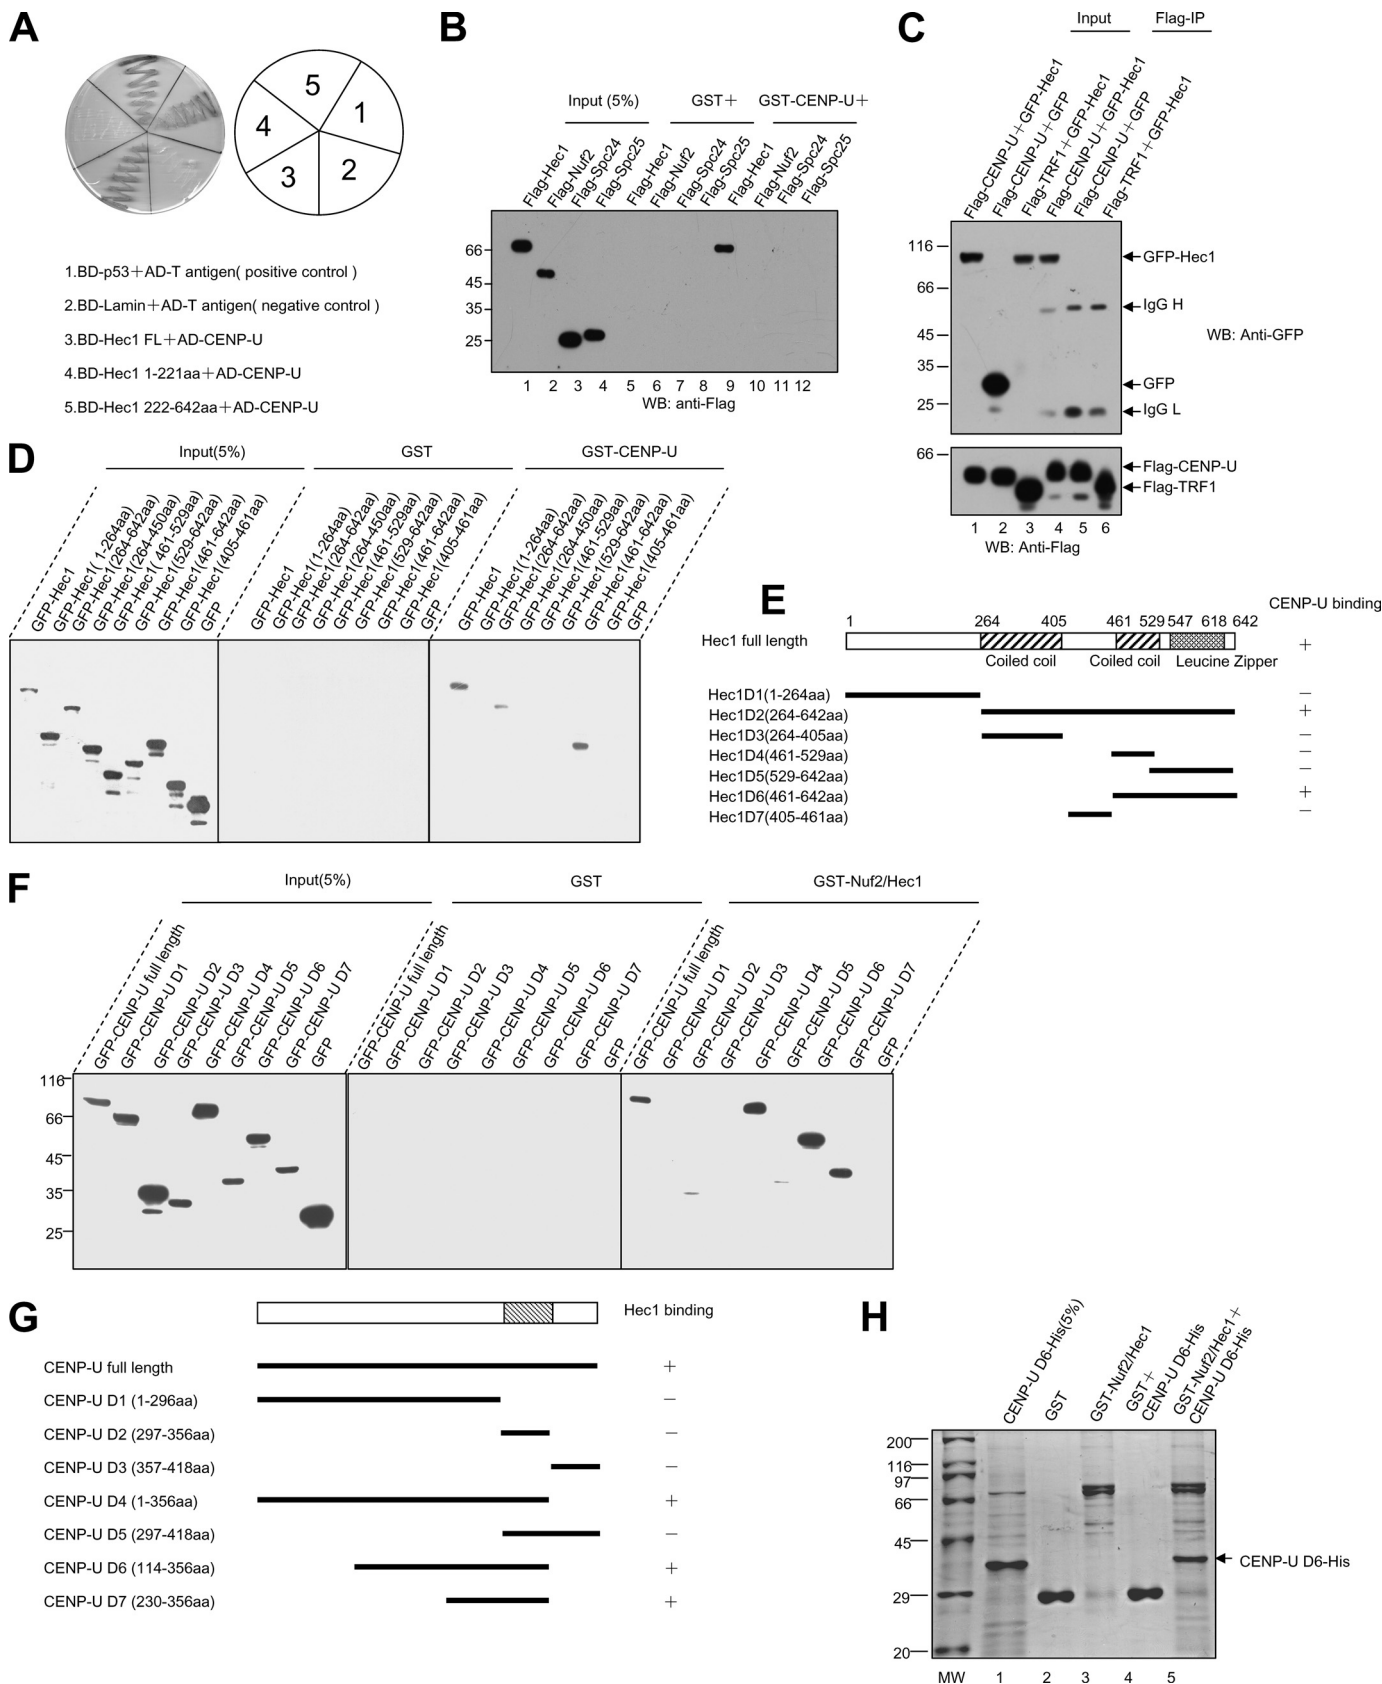 A
5
1
4
3
2
1.BD-p53+AD-T antigen( positive control )
2.BD-Lamin+AD-T antigen( negative control)
3.BD-Hec1 FL+AD-CENP-U
4.BD-Hec1 1-221aa+AD-CENP-U
5.BD-Hec1 222-642aa+AD-CENP-U
B
Input (5%)
GST+
GST-CENP-U+
Flag-Hec1
Flag-Nuf2
Flag-Spc24
Flag-Spc25
Flag-Hec1
Flag-Nuf2
Flag-Spc24
Flag-Spc25
Flag-Hec1
Flag-Nuf2
Flag-Spc24
Flag-Spc25
66
45
35
25
1 2 3 4 5 6 7 8 9 10 11 12
WB: anti-Flag
C
Input
Flag-IP
Flag-CENP-U+GFP-Hec1
Flag-CENP-U+GFP
Flag-TRF1+GFP-Hec1
Flag-CENP-U+GFP-Hec1
Flag-CENP-U+GFP
Flag-TRF1+GFP-Hec1
116
66
45
35
25
GFP-Hec1
IgG H
WB: Anti-GFP
GFP
IgG L
66
Flag-CENP-U
Flag-TRF1
1 2 3 4 5 6
WB: Anti-Flag
D
Input(5%)
GST
GST-CENP-U
GFP-Hec1
GFP-Hec1( 1-264aa)
GFP-Hec1(264-642aa)
GFP-Hec1(264-450aa)
GFP-Hec1( 461-529aa)
GFP-Hec1(529-642aa)
GFP-Hec1(461-642aa)
GFP-Hec1(405-461aa)
GFP
GFP-Hec1
GFP-Hec1(1-264aa)
GFP-Hec1(264-642aa)
GFP-Hec1(264-450aa)
GFP-Hec1(461-529aa)
GFP-Hec1(529-642aa)
GFP-Hec1(461-642aa)
GFP-Hec1(405-461aa)
GFP
GFP-Hec1
GFP-Hec1(1-264aa)
GFP-Hec1(264-642aa)
GFP-Hec1(264-450aa)
GFP-Hec1(461-529aa)
GFP-Hec1(529-642aa)
GFP-Hec1(461-642aa)
GFP-Hec1(405-461aa)
GFP
E
CENP-U binding
1 264 405 461 529 547 618 642
Hec1 full length +
Coiled coil Coiled coil Leucine Zipper
Hec1D1(1-264aa) −
Hec1D2(264-642aa) +
Hec1D3(264-405aa) −
Hec1D4(461-529aa) −
Hec1D5(529-642aa) −
Hec1D6(461-642aa) +
Hec1D7(405-461aa) −
F
Input(5%)
GST
GST-Nuf2/Hec1
GFP-CENP-U full length
GFP-CENP-U D1
GFP-CENP-U D2
GFP-CENP-U D3
GFP-CENP-U D4
GFP-CENP-U D5
GFP-CENP-U D6
GFP-CENP-U D7
GFP
GFP-CENP-U full length
GFP-CENP-U D1
GFP-CENP-U D2
GFP-CENP-U D3
GFP-CENP-U D4
GFP-CENP-U D5
GFP-CENP-U D6
GFP-CENP-U D7
GFP
GFP-CENP-U full length
GFP-CENP-U D1
GFP-CENP-U D2
GFP-CENP-U D3
GFP-CENP-U D4
GFP-CENP-U D5
GFP-CENP-U D6
GFP-CENP-U D7
GFP
116
66
45
35
25
G
Hec1 binding
CENP-U full length +
CENP-U D1 (1-296aa) −
CENP-U D2 (297-356aa) −
CENP-U D3 (357-418aa) −
CENP-U D4 (1-356aa) +
CENP-U D5 (297-418aa) −
CENP-U D6 (114-356aa) +
CENP-U D7 (230-356aa) +
H
CENP-U D6-His(5%)
GST
GST-Nuf2/Hec1
GST+
CENP-U D6-His
GST-Nuf2/Hec1+
CENP-U D6-His
200
116
97
66
45
29
20
CENP-U D6-His
MW 1 2 3 4 5